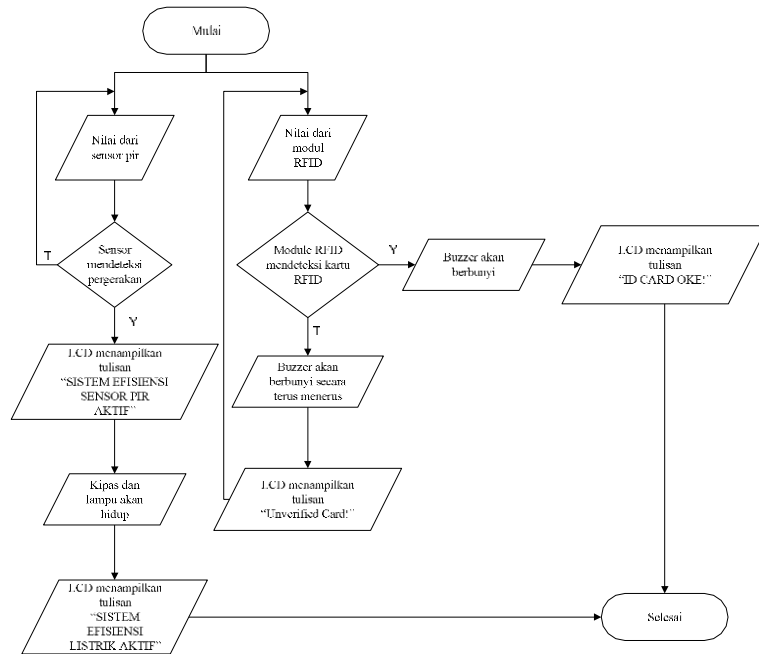 Mulai
Nilai dari
sensor pir
Nilai dari
modul
RFID
Sensor
mendeteksi
pergerakan
T
Y
Module RFID
mendeteksi kartu
RFID
Y
T
Buzzer akan
berbunyi
LCD menampilkan
tulisan
“ID CARD OKE!”
LCD menampilkan
tulisan
“SISTEM EFISIENSI
SENSOR PIR
AKTIF”
Buzzer akan
berbunyi secara
terus menerus
Kipas dan
lampu akan
hidup
LCD menampilkan
tulisan
“Unverified Card!”
LCD menampilkan
tulisan
“SISTEM
EFISIENSI
LISTRIK AKTIF”
Selesai